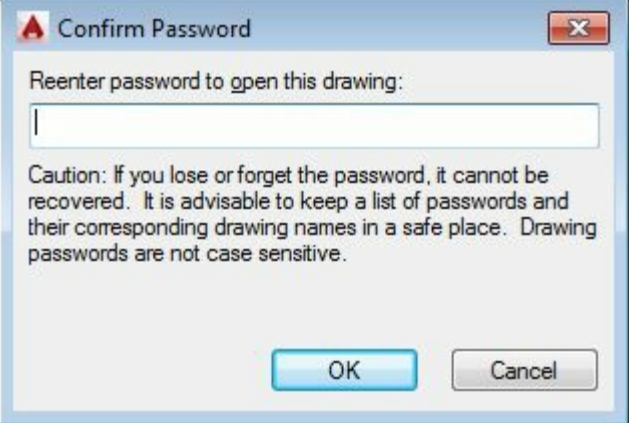 Confirm Password
Reenter password to open this drawing:
Caution: If you lose or forget the password, it cannot be
recovered.  It is advisable to keep a list of passwords and
their corresponding drawing names in a safe place.  Drawing
passwords are not case sensitive.
OK
Cancel